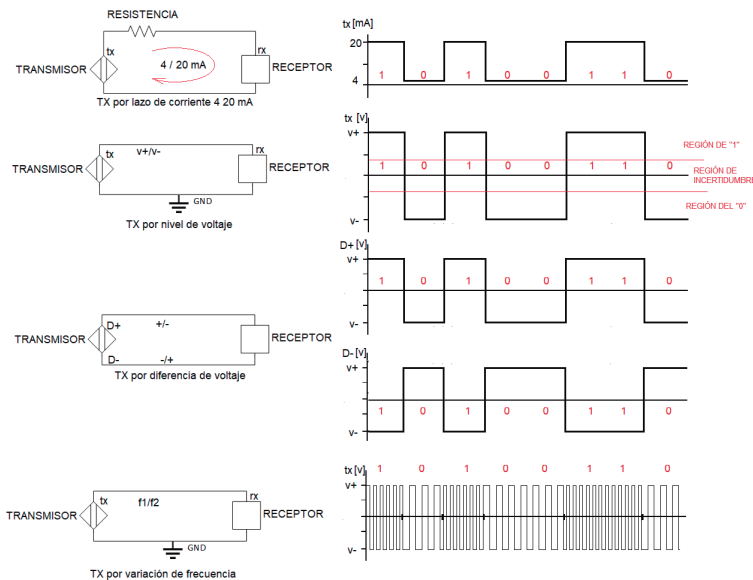 RESISTENCIA
tx
rx
TRANSMISOR
4 / 20 mA
RECEPTOR
TX por lazo de corriente 4 20 mA
tx [mA]
20
4
1 0 1 0 0 1 1 0
tx
v+/v-
rx
TRANSMISOR
RECEPTOR
GND
TX por nivel de voltaje
tx [v]
v+
v-
1 0 1 0 0 1 1 0
REGIÓN DE "1"
REGIÓN DE
INCERTIDUMBRE
REGIÓN DEL "0"
D+
+/-
TRANSMISOR
RECEPTOR
D-
-/+
TX por diferencia de voltaje
D+ [v]
v+
v-
1 0 1 0 0 1 1 0
D- [v]
v+
v-
1 0 1 0 0 1 1 0
tx
f1/f2
rx
TRANSMISOR
RECEPTOR
GND
TX por variación de frecuencia
tx [v]
1 0 1 0 0 1 1 0
v+
v-